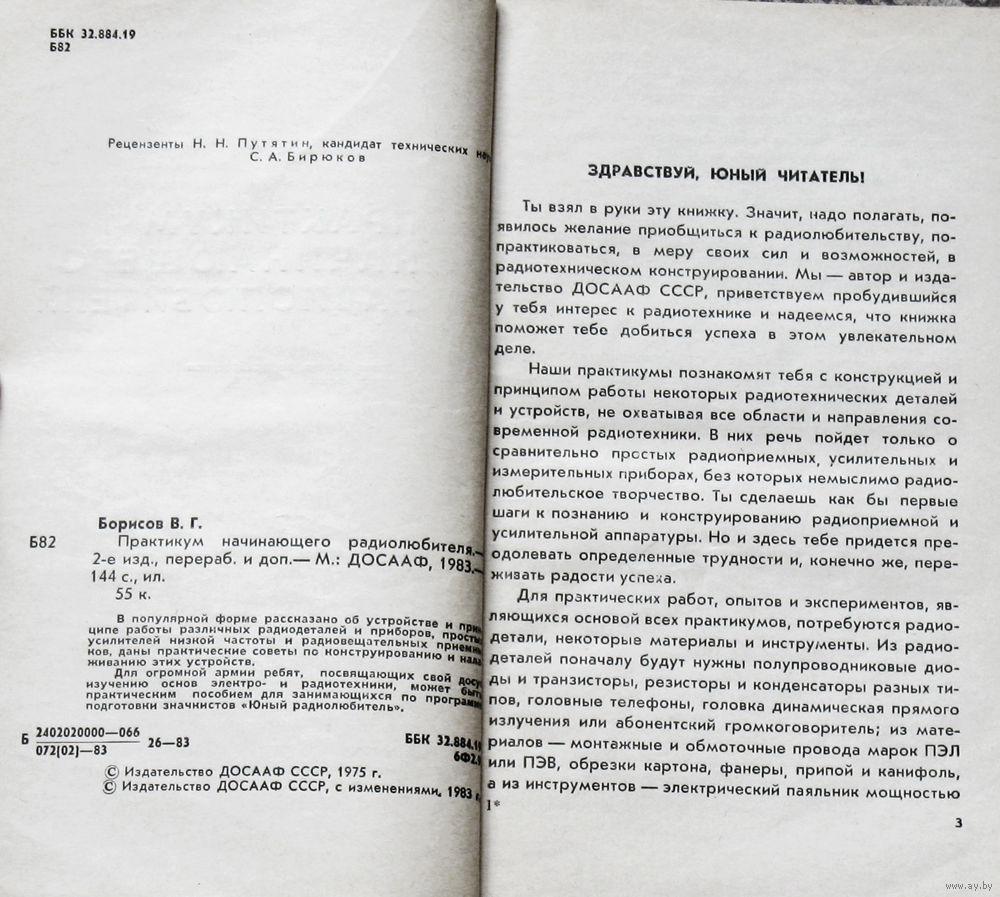 ББК 32.884.19
Б82
Рецензенты Н. Н. Путятин, кандидат технических
С. А. Бирюков
Борисов В. Г.
Б82 Практикум начинающего радиолюбителя.—
2-е изд., перераб. и доп.— М.: ДОСААФ, 1983.—
144 с., ил.
55 к.
В популярной форме рассказано об устройстве и
ципе работы различных радиодеталей и приборов,
усилителей низкой частоты и радиовещательных
ков, даны практические советы по конструированию и
живанию этих устройств.
Для огромной армии ребят, посвящающих свой
изучению основ электро- и радиотехники, может
практическим пособием для занимающихся по
подготовки значкистов «Юный радиолюбитель».
Б 2402020000—066
072(02)—83 26—83
ББК 32.884.19
6Ф2.
© Издательство ДОСААФ СССР, 1975 г.
© Издательство ДОСААФ СССР, с изменениями, 1983 г.
ЗДРАВСТВУЙ, ЮНЫЙ ЧИТАТЕЛЬ!
Ты взял в руки эту книжку. Значит, надо полагать, по-
явилось желание приобщиться к радиолюбительству, по-
практиковаться, в меру своих сил и возможностей, в
радиотехническом конструировании. Мы — автор и изда-
тельство ДОСААФ СССР, приветствуем пробудившийся
у тебя интерес к радиотехнике и надеемся, что книжка
поможет тебе добиться успеха в этом увлекательном
деле.
Наши практикумы познакомят тебя с конструкцией и
принципом работы некоторых радиотехнических деталей
и устройств, не охватывая все области и направления со-
временной радиотехники. В них речь пойдет только о
сравнительно простых радиоприемных, усилительных и
измерительных приборах, без которых немыслимо радио-
любительское творчество. Ты сделаешь как бы первые
шаги к познанию и конструированию радиоприемной и
усилительной аппаратуры. Но и здесь тебе придется пре-
одолевать определенные трудности и, конечно же, пере-
живать радости успеха.
Для практических работ, опытов и экспериментов, яв-
ляющихся основой всех практикумов, потребуются радио-
детали, некоторые материалы и инструменты. Из радио-
деталей поначалу будут нужны полупроводниковые дио-
ды и транзисторы, резисторы и конденсаторы разных ти-
пов, головные телефоны, головка динамическая прямого
излучения или абонентский громкоговоритель; из мате-
риалов — монтажные и обмоточные провода марок ПЭЛ
или ПЭВ, обрезки картона, фанеры, припой и канифоль,
а из инструментов — электрический паяльник мощностью
1*
3
www.ay.by